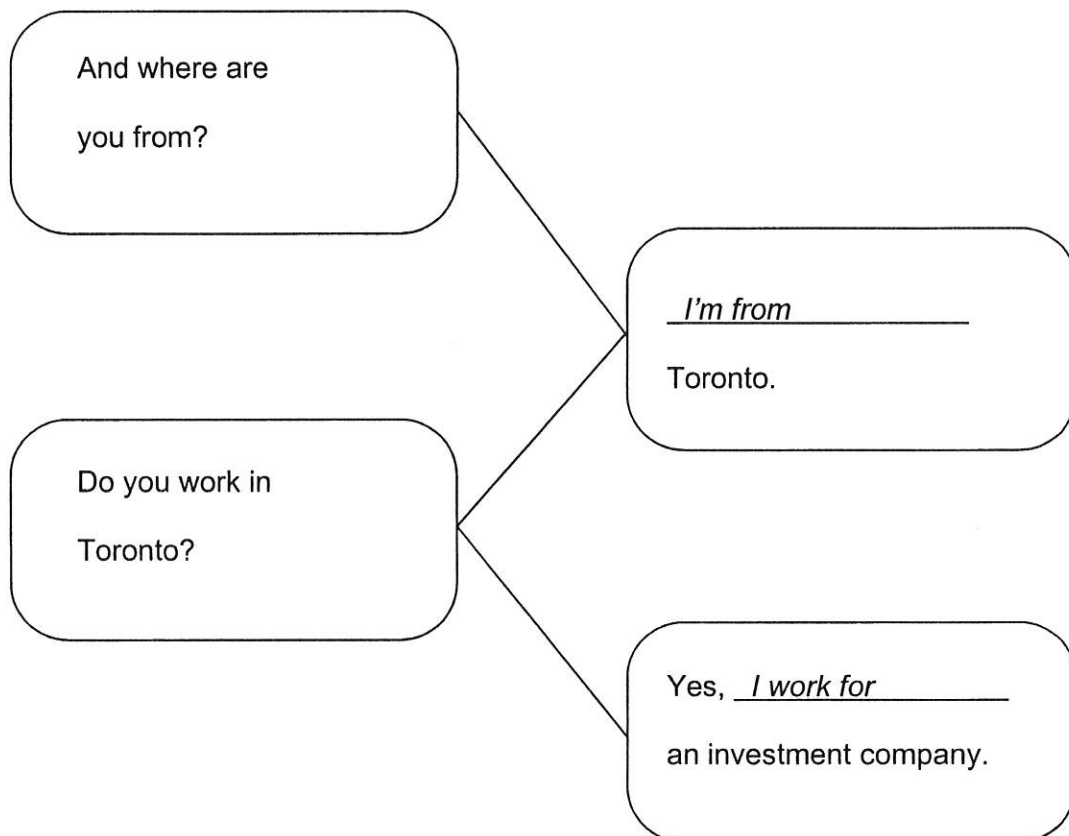 And where are
you from?
I'm from
Toronto.
Do you work in
Toronto?
Yes, I work for
an investment company.